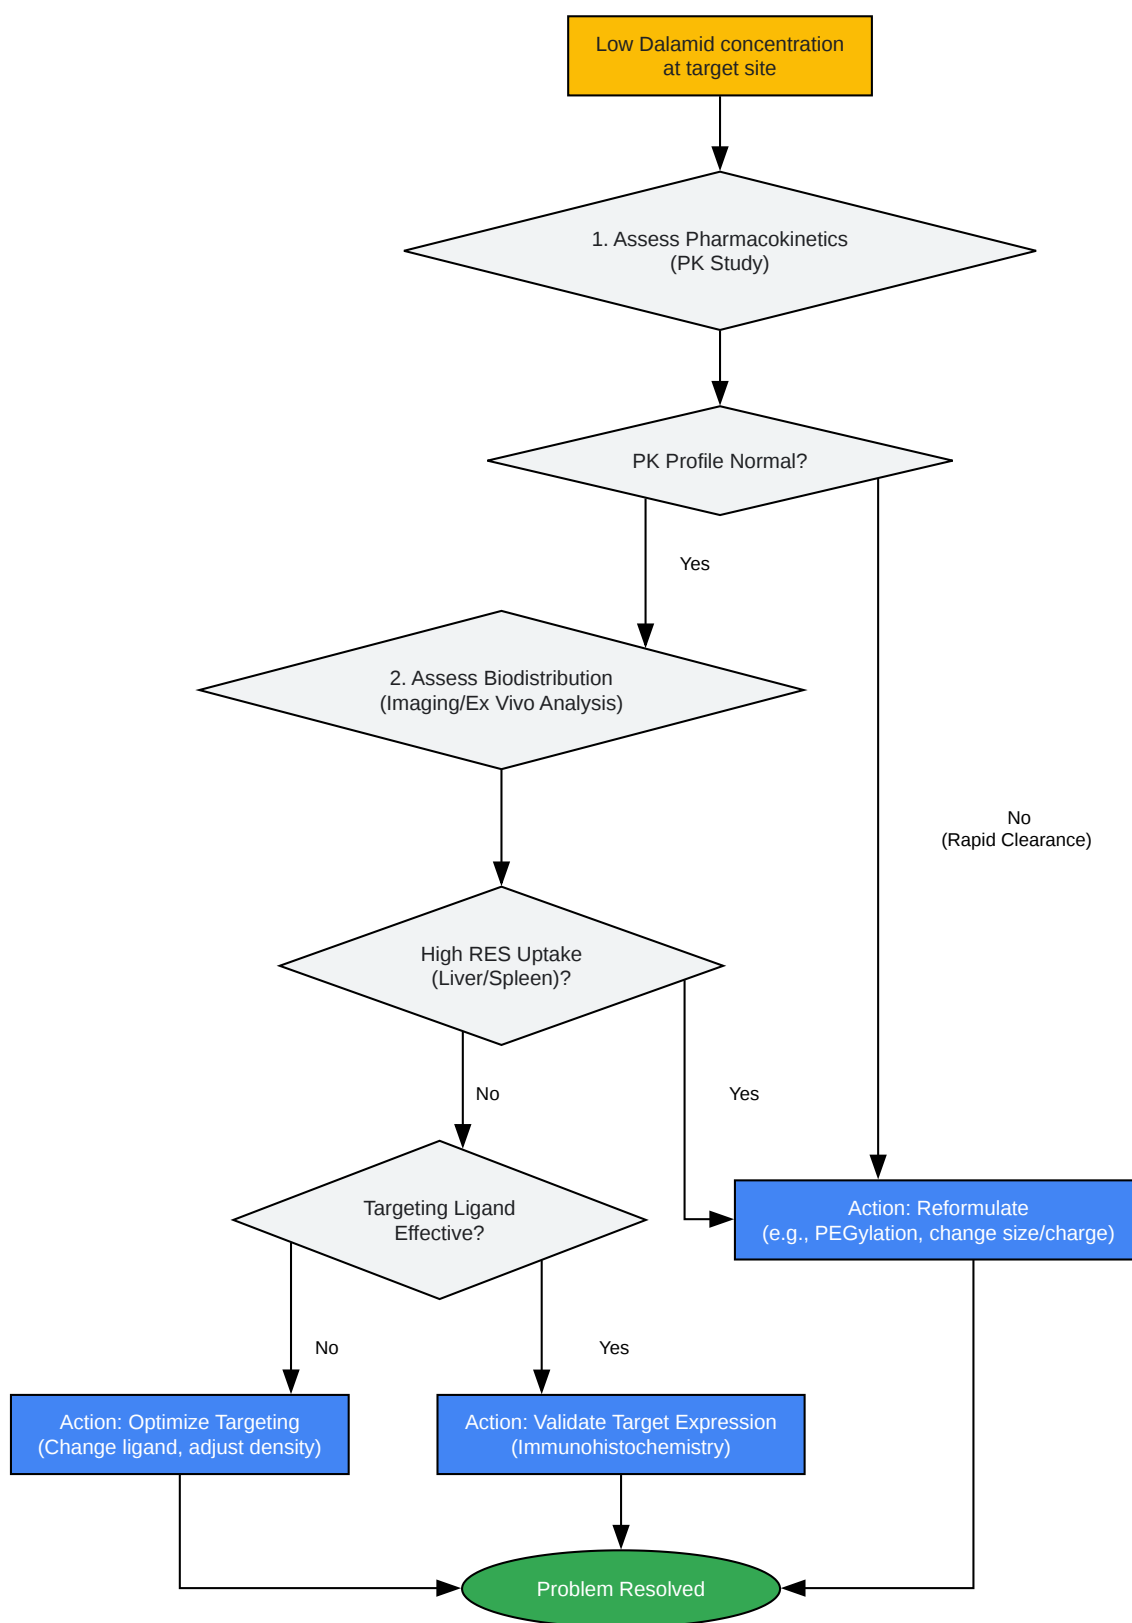 Low Dalamid concentration
at target site
1. Assess Pharmacokinetics
(PK Study)
PK Profile Normal?
Yes
2. Assess Biodistribution
(Imaging/Ex Vivo Analysis)
No
(Rapid Clearance)
High RES Uptake
(Liver/Spleen)?
No
Yes
Targeting Ligand
Effective?
Action: Reformulate
(e.g., PEGylation, change size/charge)
No
Yes
Action: Optimize Targeting
(Change ligand, adjust density)
Action: Validate Target Expression
(Immunohistochemistry)
Problem Resolved